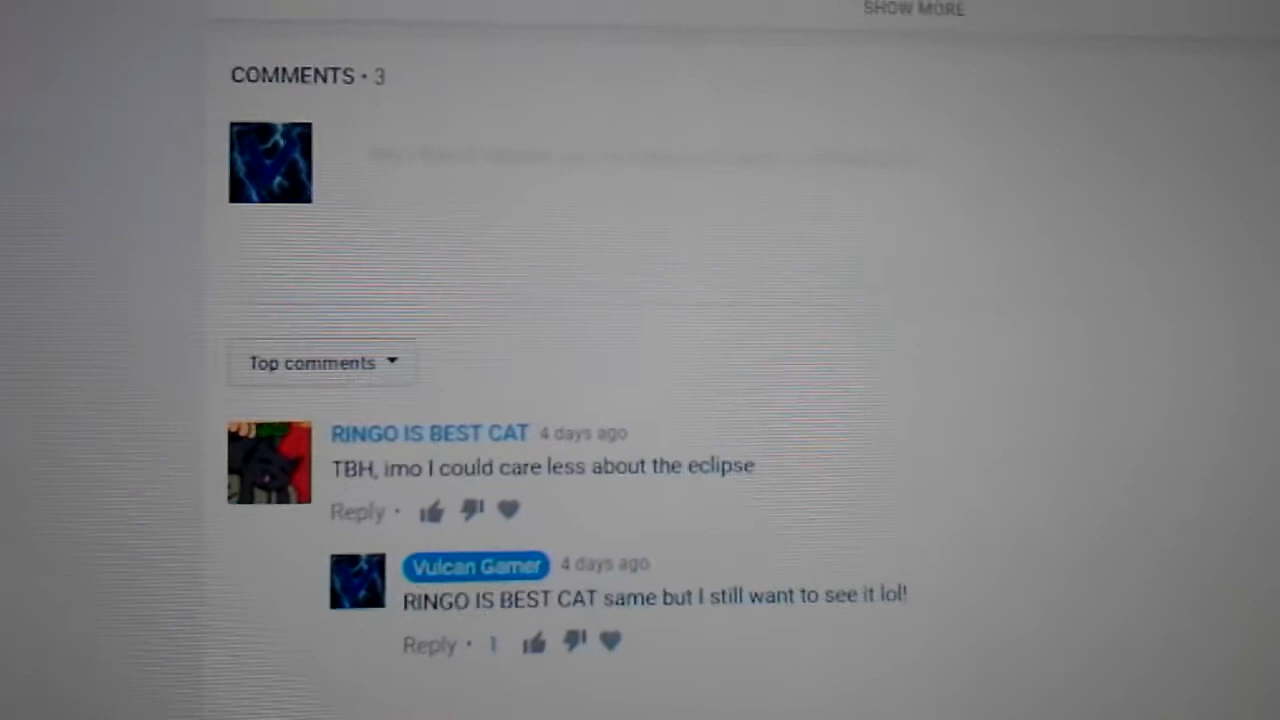 SHOW MORE
COMMENTS • 3
Top comments
RINGO IS BEST CAT 4 days ago
TBH, imo I could care less about the eclipse
Reply •
Vulcan Gamer 4 days ago
RINGO IS BEST CAT same but I still want to see it lol!
Reply • 1